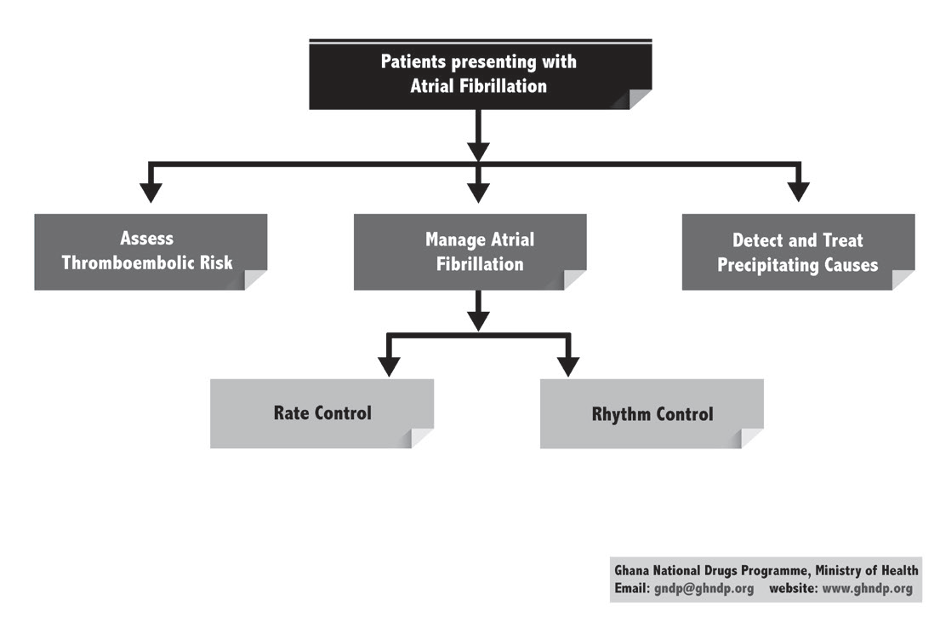 Patients presenting with
Atrial Fibrillation
Assess
Thromboembolic Risk
Manage Atrial
Fibrillation
Detect and Treat
Precipitating Causes
Rate Control
Rhythm Control
Ghana National Drugs Programme, Ministry of Health
Email: gndp@ghndp.org website: www.ghndp.org